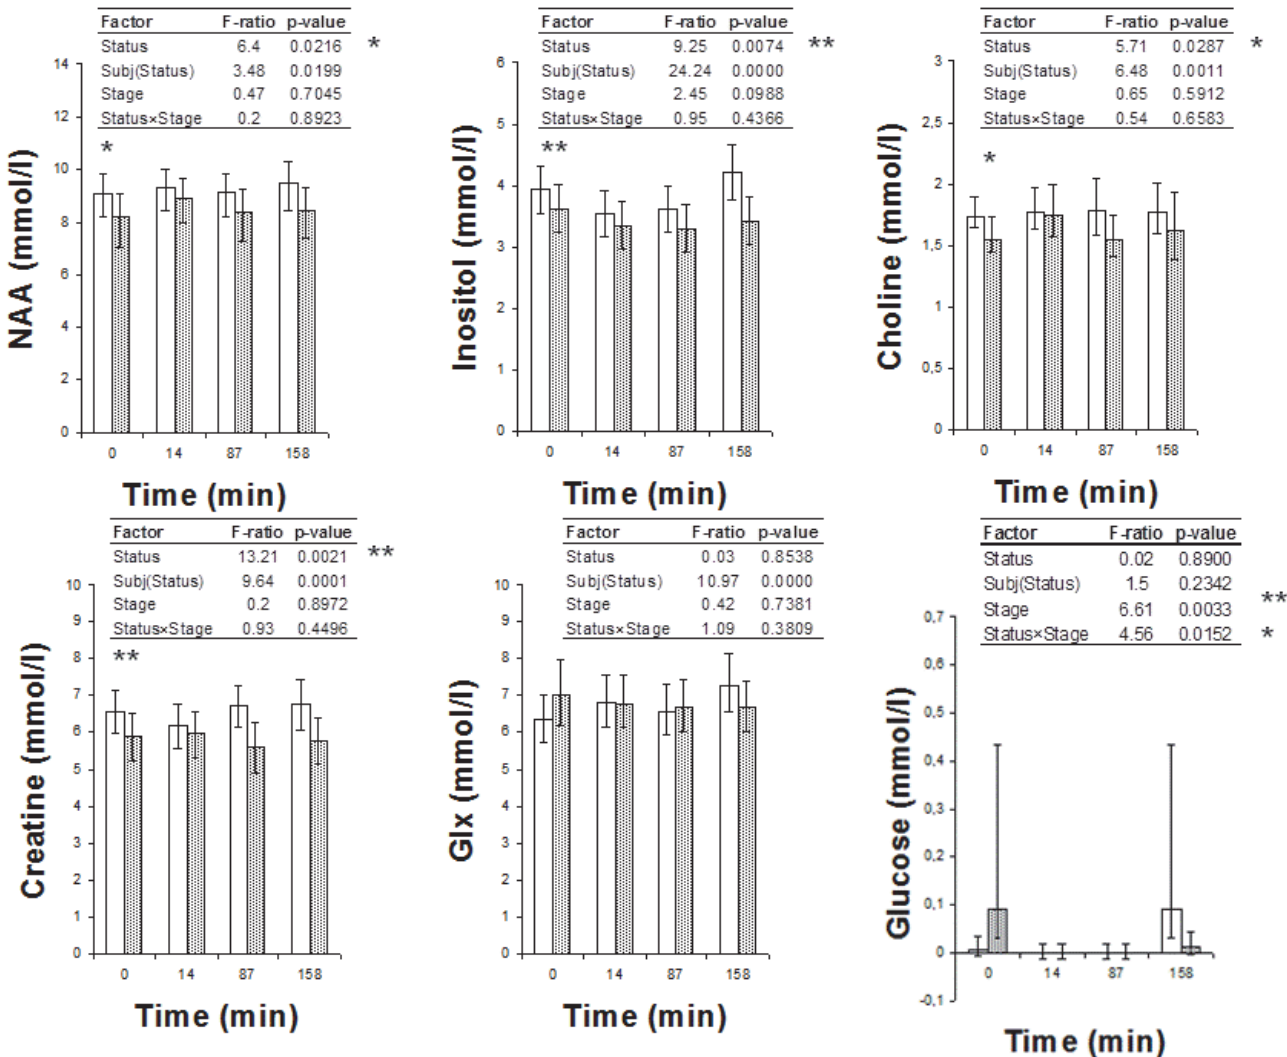 Factor F-ratio p-value
Status 6.4 0.0216 *
Subj(Status) 3.48 0.0199
Stage 0.47 0.7045
Status×Stage 0.2 0.8923
*
NAA (mmol/l)
14
12
10
8
6
4
2
0
0 14 87 158
Time (min)
Factor F-ratio p-value
Status 9.25 0.0074 **
Subj(Status) 24.24 0.0000
Stage 2.45 0.0988
Status×Stage 0.95 0.4366
**
Inositol (mmol/l)
6
5
4
3
2
1
0
0 14 87 158
Time (min)
Factor F-ratio p-value
Status 5.71 0.0287 *
Subj(Status) 6.48 0.0011
Stage 0.65 0.5912
Status×Stage 0.54 0.6583
*
Choline (mmol/l)
3
2,5
2
1,5
1
0,5
0
0 14 87 158
Time (min)
Factor F-ratio p-value
Status 13.21 0.0021 **
Subj(Status) 9.64 0.0001
Stage 0.2 0.8972
Status×Stage 0.93 0.4496
**
Creatine (mmol/l)
10
9
8
7
6
5
4
3
2
1
0
0 14 87 158
Time (min)
Factor F-ratio p-value
Status 0.03 0.8538
Subj(Status) 10.97 0.0000
Stage 0.42 0.7381
Status×Stage 1.09 0.3809
Glx (mmol/l)
10
9
8
7
6
5
4
3
2
1
0
0 14 87 158
Time (min)
Factor F-ratio p-value
Status 0.02 0.8900
Subj(Status) 1.5 0.2342
Stage 6.61 0.0033 **
Status×Stage 4.56 0.0152 *
Glucose (mmol/l)
0,7
0,6
0,5
0,4
0,3
0,2
0,1
0
-0,1
0 14 87 158
Time (min)